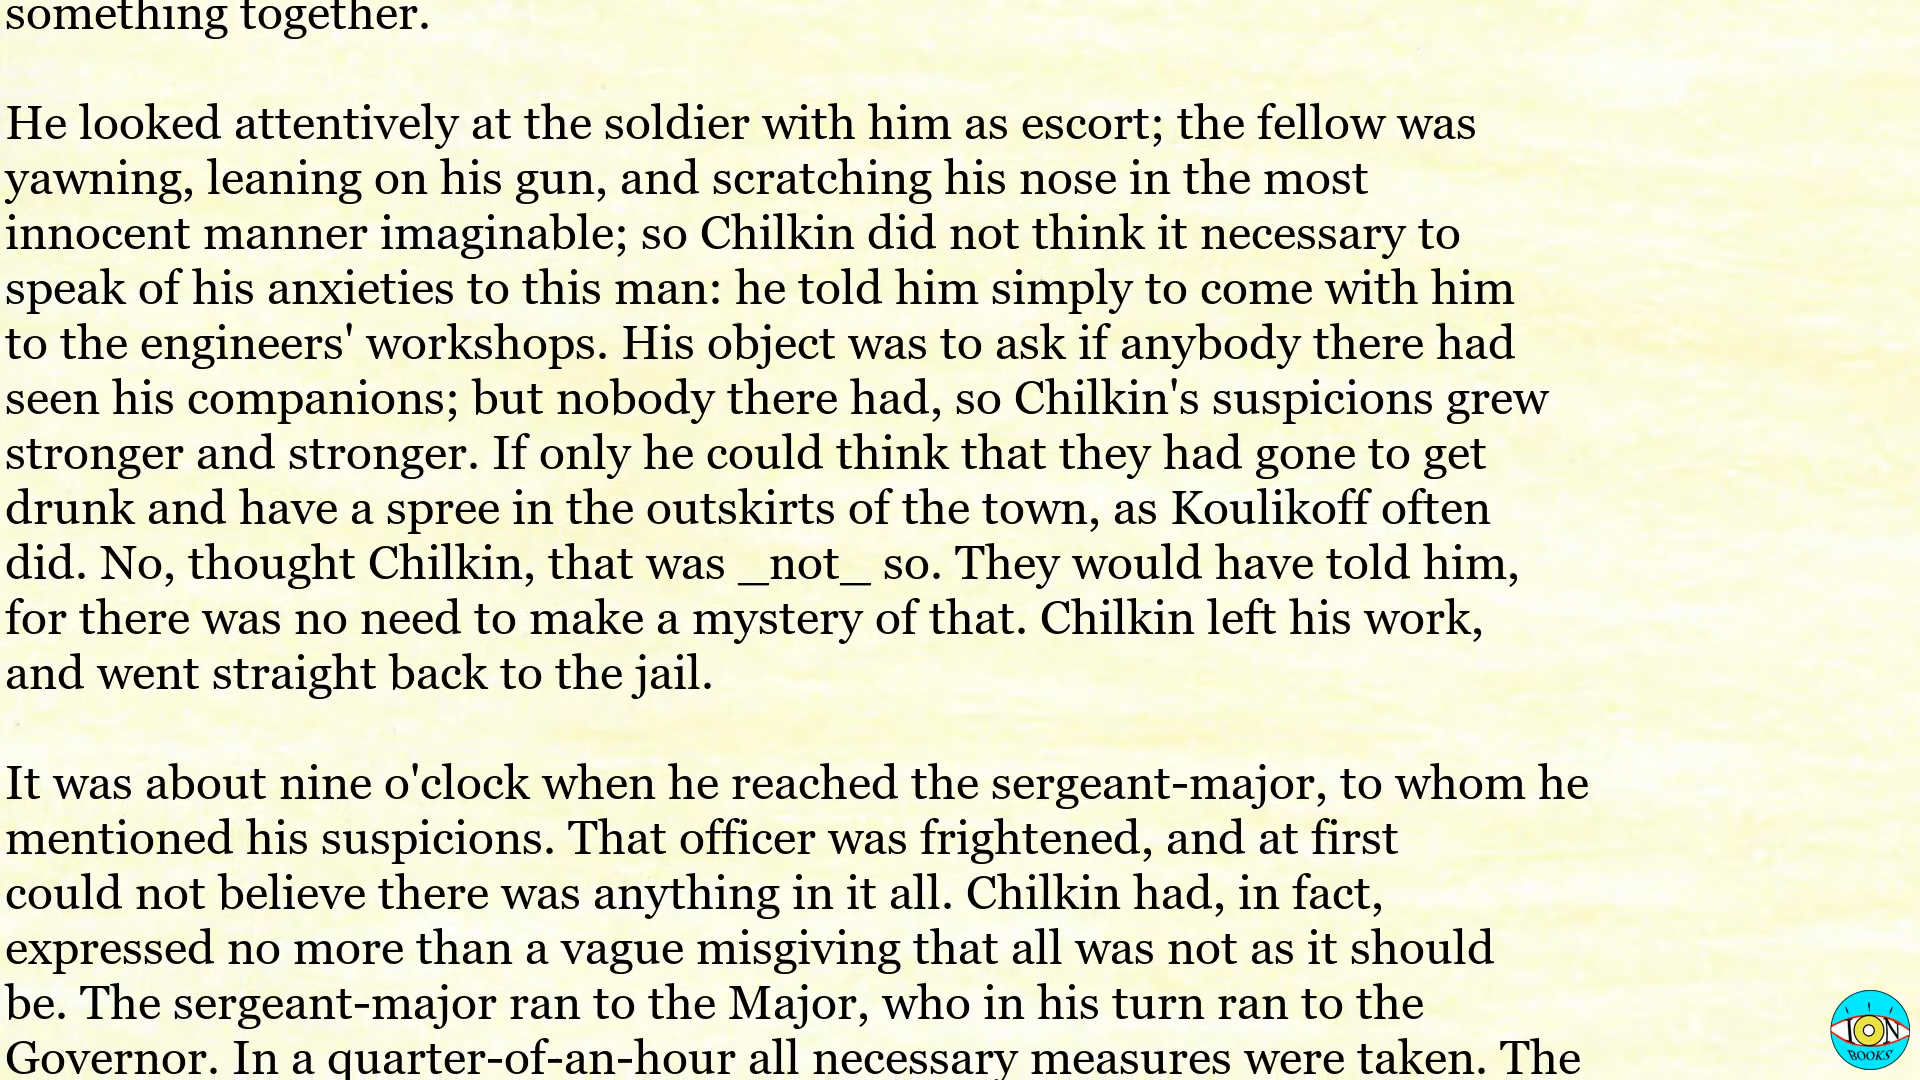 something together.
He looked attentively at the soldier with him as escort; the fellow was
yawning, leaning on his gun, and scratching his nose in the most
innocent manner imaginable; so Chilkin did not think it necessary to
speak of his anxieties to this man: he told him simply to come with him
to the engineers' workshops. His object was to ask if anybody there had
seen his companions; but nobody there had, so Chilkin's suspicions grew
stronger and stronger. If only he could think that they had gone to get
drunk and have a spree in the outskirts of the town, as Koulikoff often
did. No, thought Chilkin, that was _not_ so. They would have told him,
for there was no need to make a mystery of that. Chilkin left his work,
and went straight back to the jail.
It was about nine o'clock when he reached the sergeant-major, to whom he
mentioned his suspicions. That officer was frightened, and at first
could not believe there was anything in it all. Chilkin had, in fact,
expressed no more than a vague misgiving that all was not as it should
be. The sergeant-major ran to the Major, who in his turn ran to the
Governor. In a quarter-of-an-hour all necessary measures were taken. The
ION
BOOKS